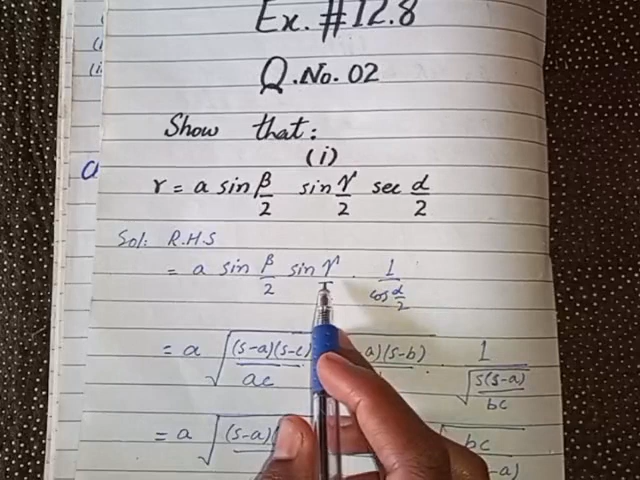 Ex. #12.8
Q.No. 02
Show that:
(i)
r = a sin β/2 sin γ/2 sec α/2
Sol: R.H.S
= a sin β/2 sin γ . 1/cos α/2
= a √((s-a)(s-c)/ac a)(s-b) . 1/√(s(s-a)/bc)
= a √((s-a) bc -a)